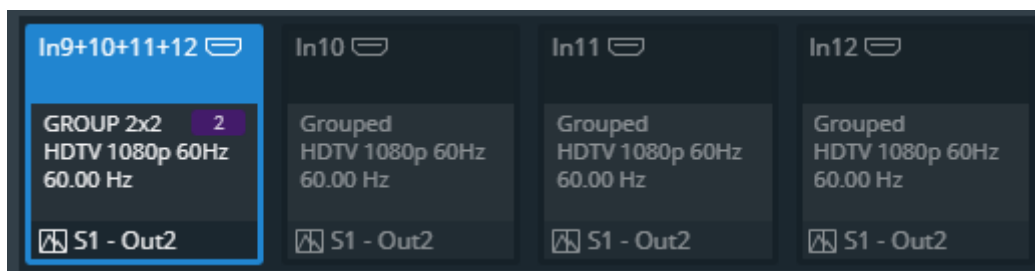 In9+10+11+12
GROUP 2x2 2
HDTV 1080p 60Hz
60.00 Hz
S1 - Out2
In10
Grouped
HDTV 1080p 60Hz
60.00 Hz
S1 - Out2
In11
Grouped
HDTV 1080p 60Hz
60.00 Hz
S1 - Out2
In12
Grouped
HDTV 1080p 60Hz
60.00 Hz
S1 - Out2